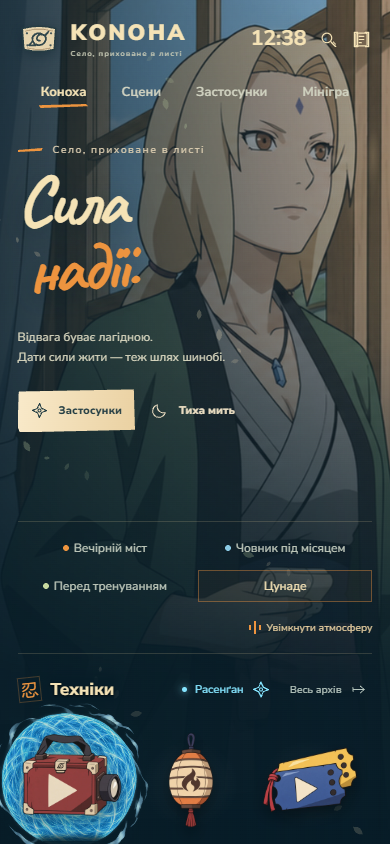 KONOHA
Село, приховане в листі
12:38
Коноха Сцени Застосунки Мініігра
Село, приховане в листі
Сила
надії:
Відвага буває лагідною.
Дати сили жити — теж шлях шинобі.
Застосунки Тиха мить
Вечірній міст Човник під місяцем
Перед тренуванням Цунаде
Увімкнути атмосферу
忍 Техніки Расенґан Весь архів